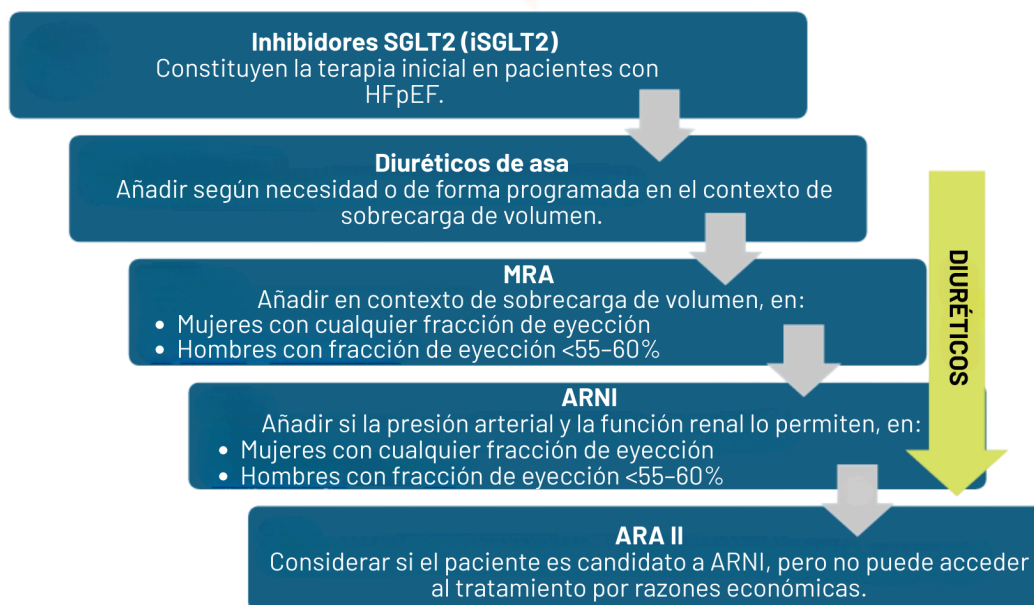 Inhibidores SGLT2 (iSGLT2)
Constituyen la terapia inicial en pacientes con
HFpEF.
Diuréticos de asa
Añadir según necesidad o de forma programada en el contexto de
sobrecarga de volumen.
MRA
Añadir en contexto de sobrecarga de volumen, en:
• Mujeres con cualquier fracción de eyección
• Hombres con fracción de eyección <55–60%
ARNI
Añadir si la presión arterial y la función renal lo permiten, en:
• Mujeres con cualquier fracción de eyección
• Hombres con fracción de eyección <55–60%
ARA II
Considerar si el paciente es candidato a ARNI, pero no puede acceder
al tratamiento por razones económicas.
DIURÉTICOS